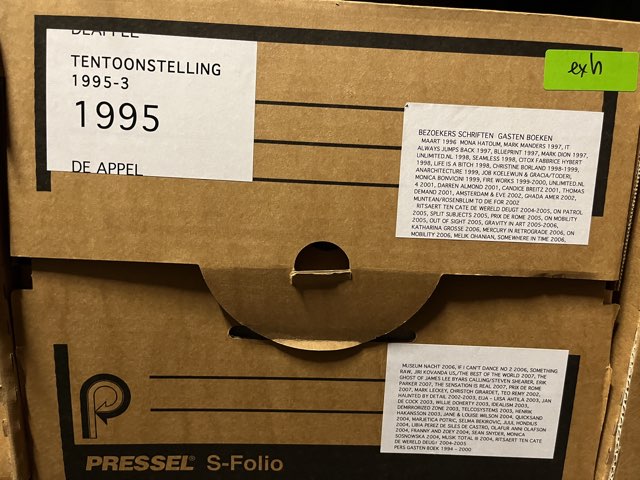 DE APPEL
TENTOONSTELLING
1995-3
1995
DE APPEL
exh
BEZOEKERS SCHRIFTEN GASTEN BOEKEN
MAART 1996 MONA HATOUM, MARK MANDERS 1997, IT
ALWAYS JUMPS BACK 1997, BLUEPRINT 1997, MARK DION 1997,
UNLIMITED.NL 1998, SEAMLESS 1998, CITOX FABBRICE HYBERT
1998, LIFE IS A BITCH 1998, CHRISTINE BORLAND 1998-1999,
ANARCHITECTURE 1999, JOB KOELEWIJN & GRACIA/TODERI,
MONICA BONVICINI 1999, FIRE WORKS 1999-2000, UNLIMITED.NL
4 2001, DARREN ALMOND 2001, CANDICE BREITZ 2001, THOMAS
DEMAND 2001, AMSTERDAM & EVE 2002, GHADA AMER 2002,
MUNTEAN/ROSENBLUM TO DIE FOR 2002
RITSAERT TEN CATE DE WERELD DEUGT 2004-2005, ON PATROL
2005, SPLIT SUBJECTS 2005, PRIX DE ROME 2005, ON MOBILITY
2005, OUT OF SIGHT 2005, GRAVITY IN ART 2005-2006,
KATHARINA GROSSE 2006, MERCURY IN RETROGRADE 2006, ON
MOBILITY 2006, MELIK OHANIAN, SOMEWHERE IN TIME 2006,
MUSEUM NACHT 2006, IF I CAN'T DANCE NO 2 2006, SOMETHING
RAW, JIRI KOVANDA US/THE BEST OF THE WORLD 2007, THE
GHOST OF JAMES LEE BYARS CALLING/STEVEN SHEARER, ERIK
PARKER 2007, THE SENSATION IS REAL 2007, PRIX DE ROME
2007, MARK LECKEY, CHRISTOH GIRARDET, TEO REMY 2002,
HAUNTED BY DETAIL 2002-2003, EIJA - LIISA AHTILA 2003, JAN
DE COCK 2003, WILLIE DOHERTY 2003, IDEALISM 2003,
DEMIRRORIZED ZONE 2003, TELCOSYSTEMS 2003, HENRIK
HAKANSSON 2003, JANE & LOUISE WILSON 2004, QUICKSAND
2004, MARJETICA POTRIC, SELMA BEKIROVIC, JUUL HONDIUS
2004, LIBIA PEREZ DE SILES DE CASTRO, OLAFUR ANNI OLAFSON
2004, FRANNY AND ZOEY 2004, SEAN SNYDER, MONICA
SOSNOWSKA 2004, MUSIK TOTAL III 2004, RITSAERT TEN CATE
DE WERELD DEUGT 2004-2005
PERS GASTEN BOEK 1994 - 2000
PRESSEL® S-Folio